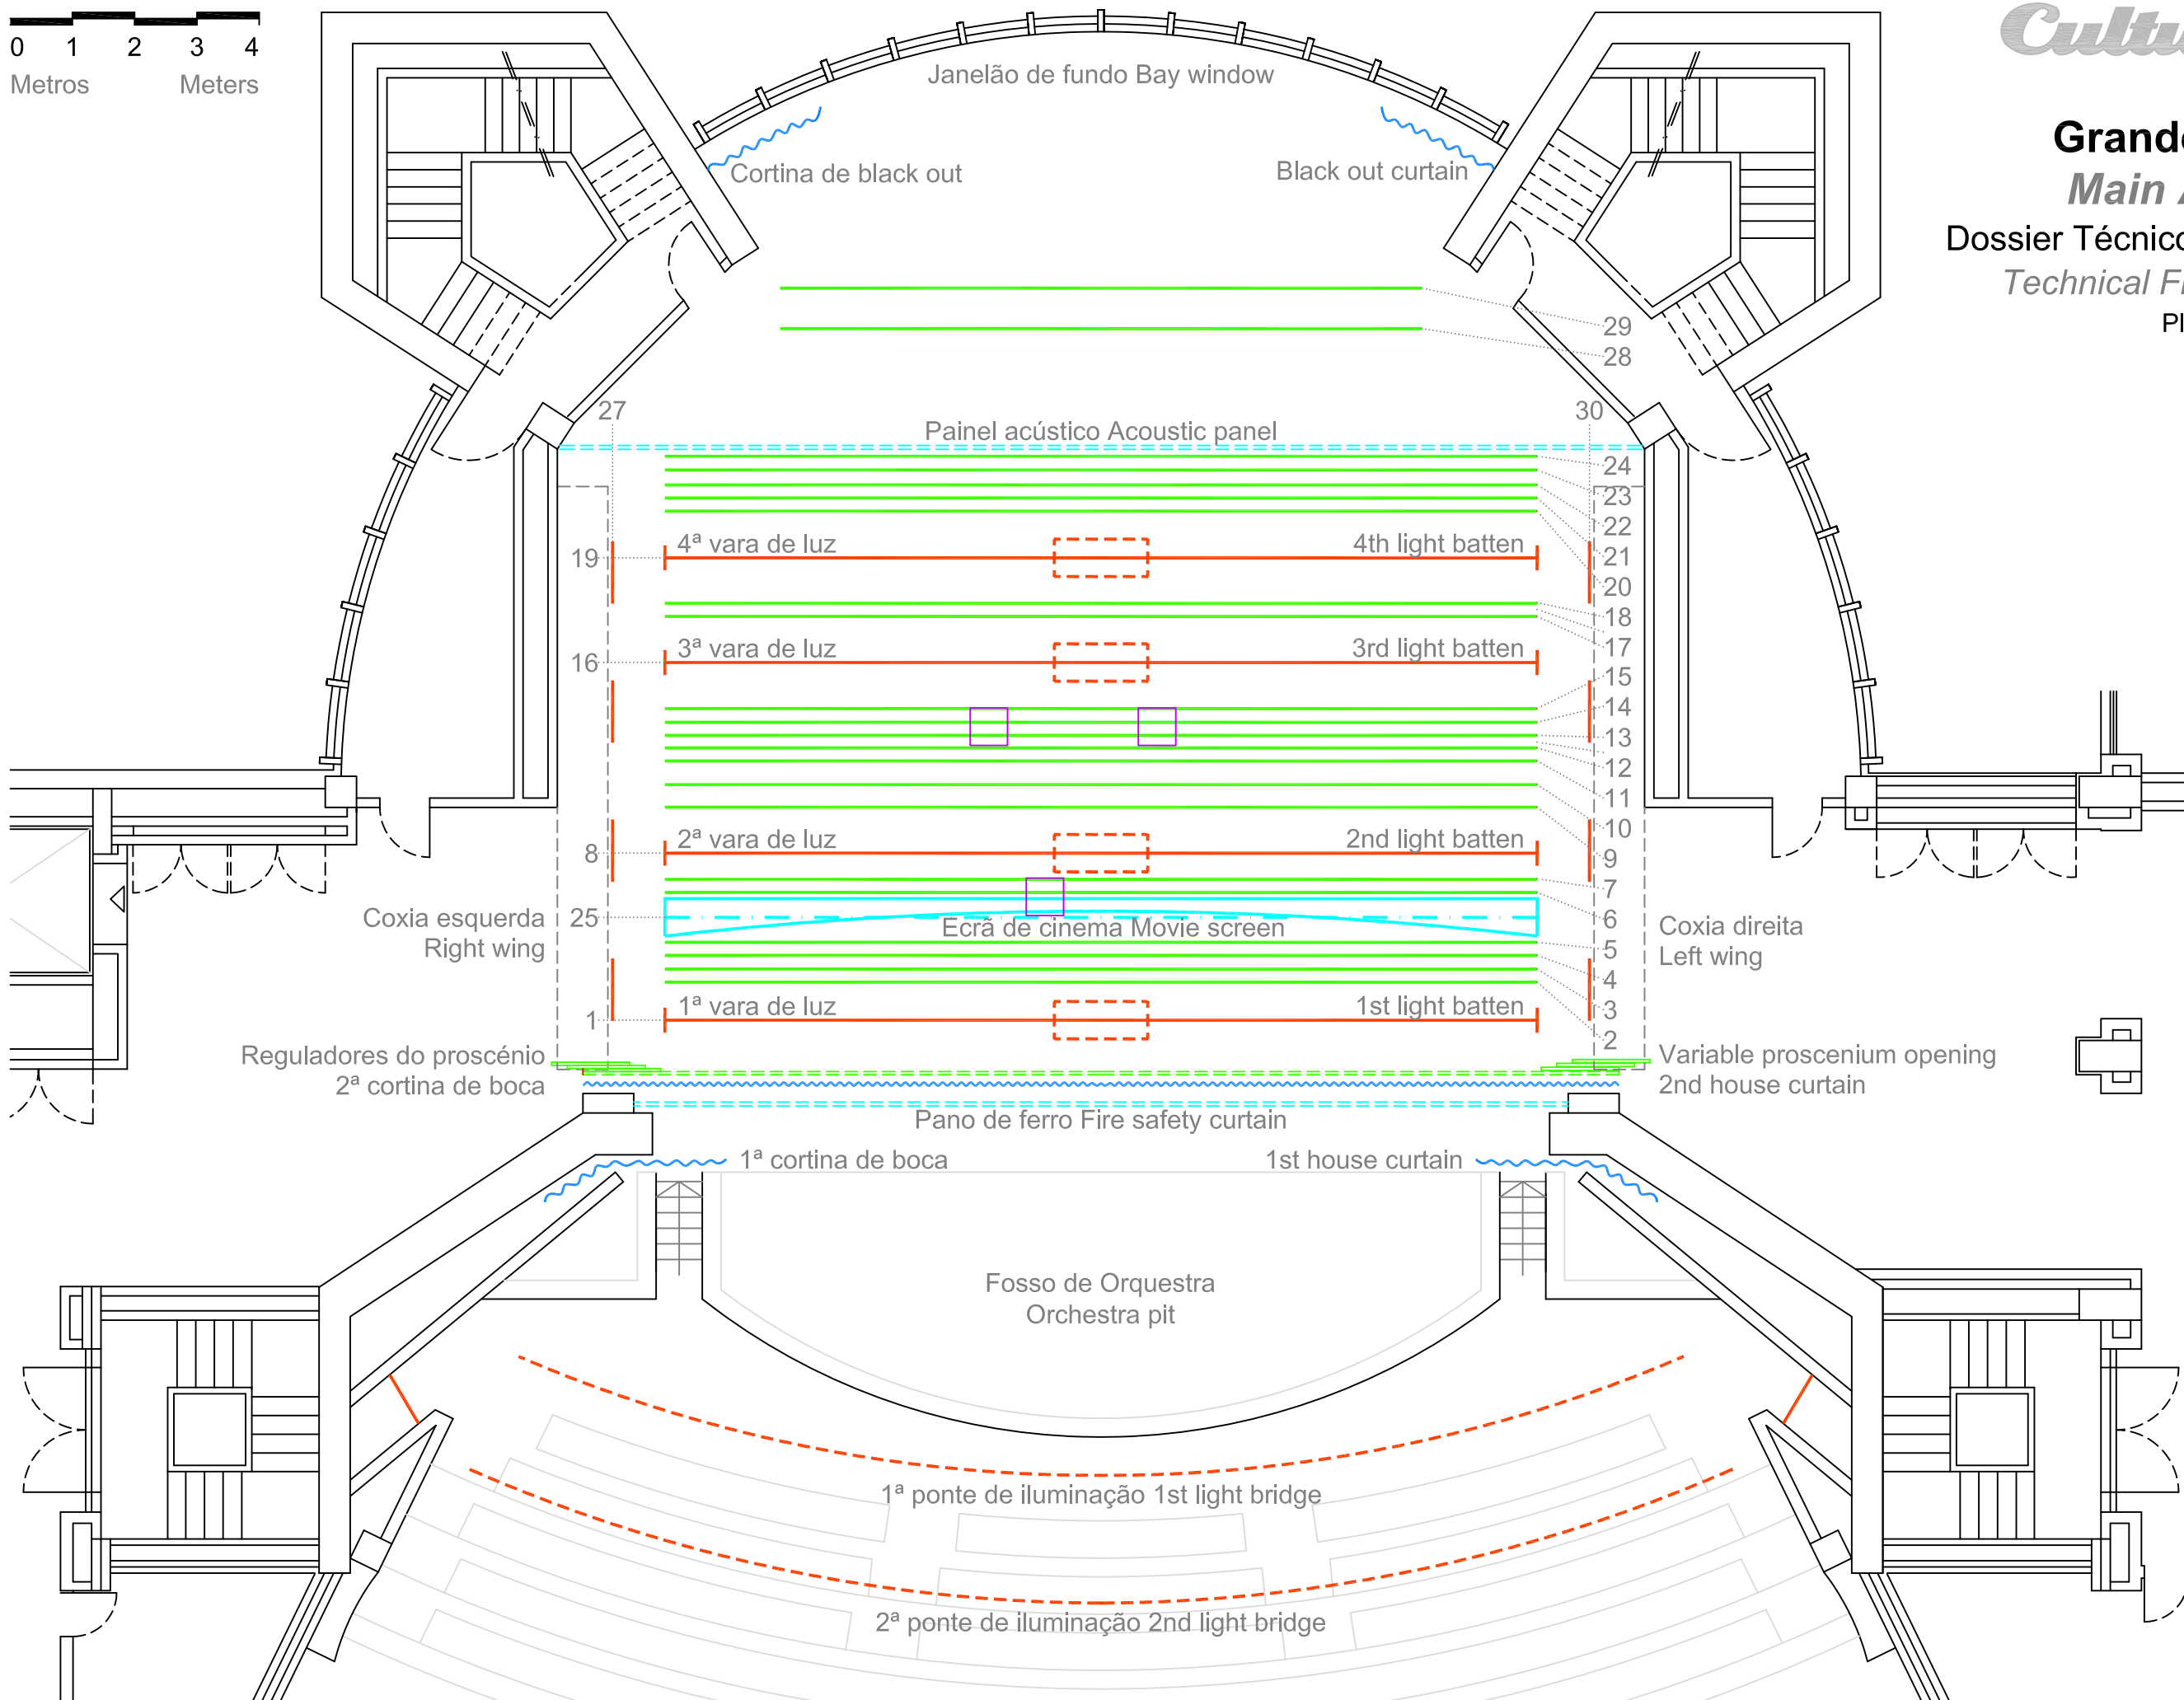 0 1 2 3 4
Metros Meters
Janelão de fundo Bay window
Cortina de black out
Black out curtain
Dossier Técnico
Technical
Main
29
28
27
30
Painel acústico Acoustic panel
24
23
22
21
20
19
4ª vara de luz
4th light batten
18
17
16
3ª vara de luz
3rd light batten
15
14
13
12
11
10
9
8
2ª vara de luz
2nd light batten
7
6
Coxia esquerda
Right wing
25
Ecrã de cinema Movie screen
Coxia direita
Left wing
5
4
3
2
1
1ª vara de luz
1st light batten
Reguladores do proscénio
2ª cortina de boca
Variable proscenium opening
2nd house curtain
Pano de ferro Fire safety curtain
1ª cortina de boca
1st house curtain
Fosso de Orquestra
Orchestra pit
1ª ponte de iluminação 1st light bridge
2ª ponte de iluminação 2nd light bridge